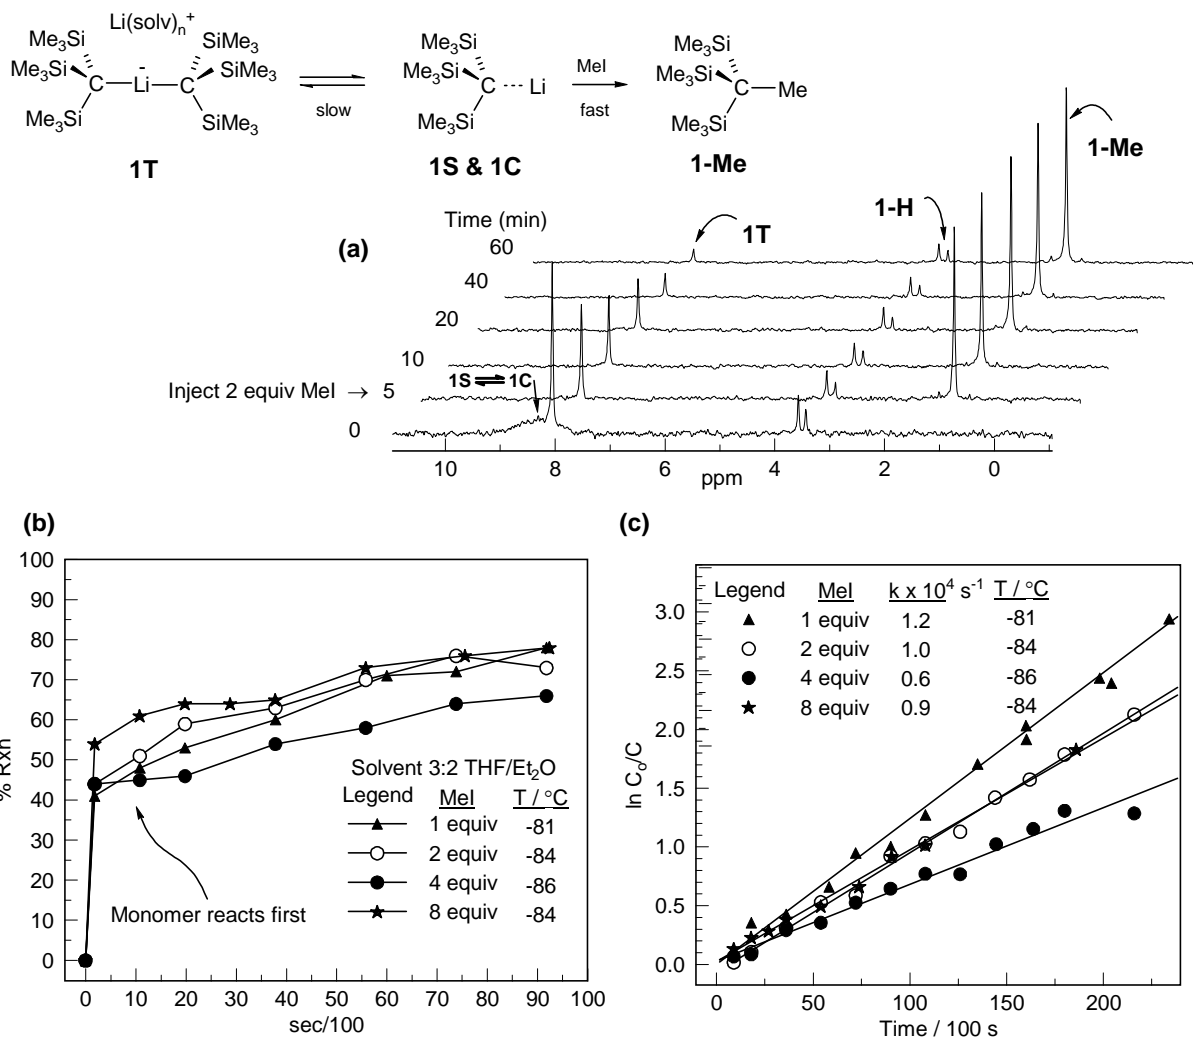 Li(solv)n+
Me3Si
SiMe3
Me3Si
C
Li
-
C
SiMe3
Me3Si
SiMe3
1T
slow
Me3Si
Me3Si
C
Li
Me3Si
1S & 1C
MeI
fast
Me3Si
Me3Si
C
Me
Me3Si
1-Me
1-Me
(a)
Time (min)
1T
1-H
60
40
20
10
1S 1C
Inject 2 equiv MeI → 5
0
10 8 6 4 2 0
ppm
(b)
% Rxn
100
90
80
70
60
50
40
30
20
10
0
Monomer reacts first
Solvent 3:2 THF/Et2O
Legend MeI T / °C
1 equiv -81
2 equiv -84
4 equiv -86
8 equiv -84
0 10 20 30 40 50 60 70 80 90 100
sec/100
(c)
ln Co/C
Legend MeI k x 10^4 s^-1 T / °C
1 equiv 1.2 -81
2 equiv 1.0 -84
4 equiv 0.6 -86
8 equiv 0.9 -84
3.0
2.5
2.0
1.5
1.0
0.5
0.0
0 50 100 150 200
Time / 100 s